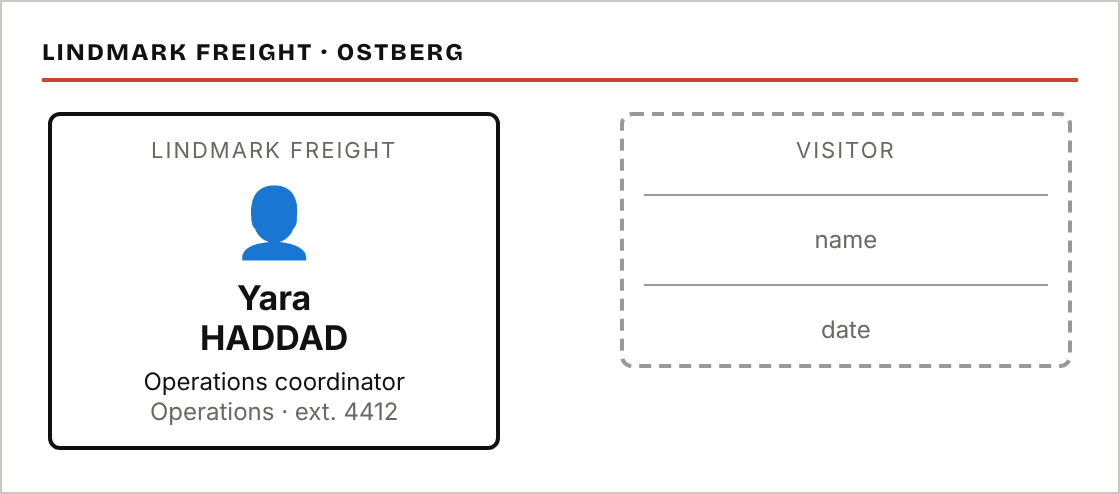 LINDMARK FREIGHT · OSTBERG
LINDMARK FREIGHT
Yara
HADDAD
Operations coordinator
Operations · ext. 4412
VISITOR
name
date